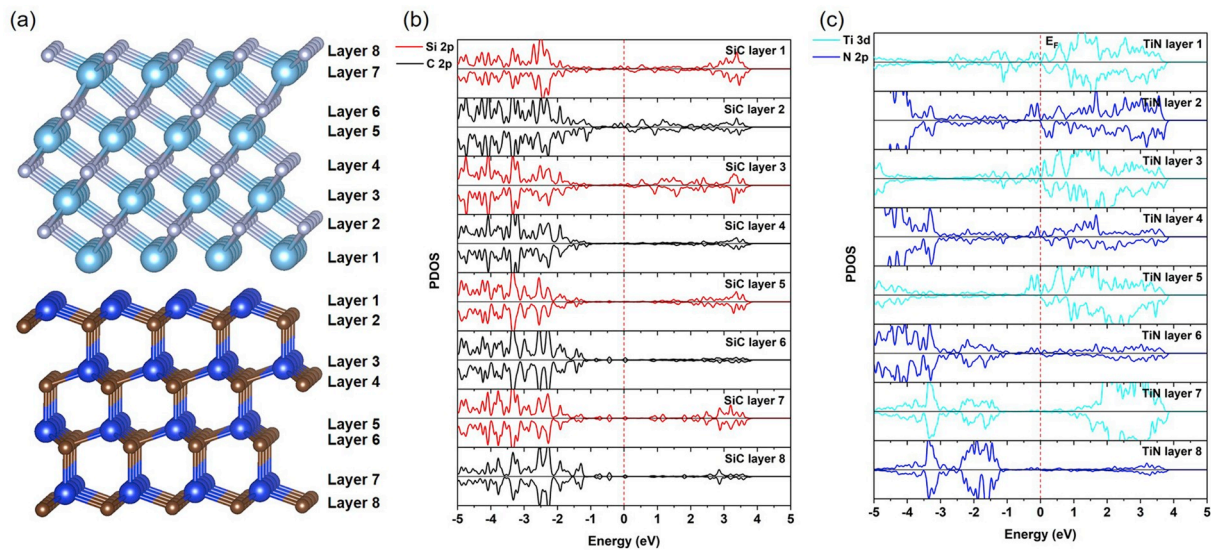 (a)
Layer 8
Layer 7
Layer 6
Layer 5
Layer 4
Layer 3
Layer 2
Layer 1
Layer 1
Layer 2
Layer 3
Layer 4
Layer 5
Layer 6
Layer 7
Layer 8
(b)
Si 2p
C 2p
SiC layer 1
SiC layer 2
SiC layer 3
SiC layer 4
SiC layer 5
SiC layer 6
SiC layer 7
SiC layer 8
PDOS
-5 -4 -3 -2 -1 0 1 2 3 4 5
Energy (eV)
(c)
Ti 3d
N 2p
EF
TiN layer 1
TiN layer 2
TiN layer 3
TiN layer 4
TiN layer 5
TiN layer 6
TiN layer 7
TiN layer 8
PDOS
-5 -4 -3 -2 -1 0 1 2 3 4 5
Energy (eV)